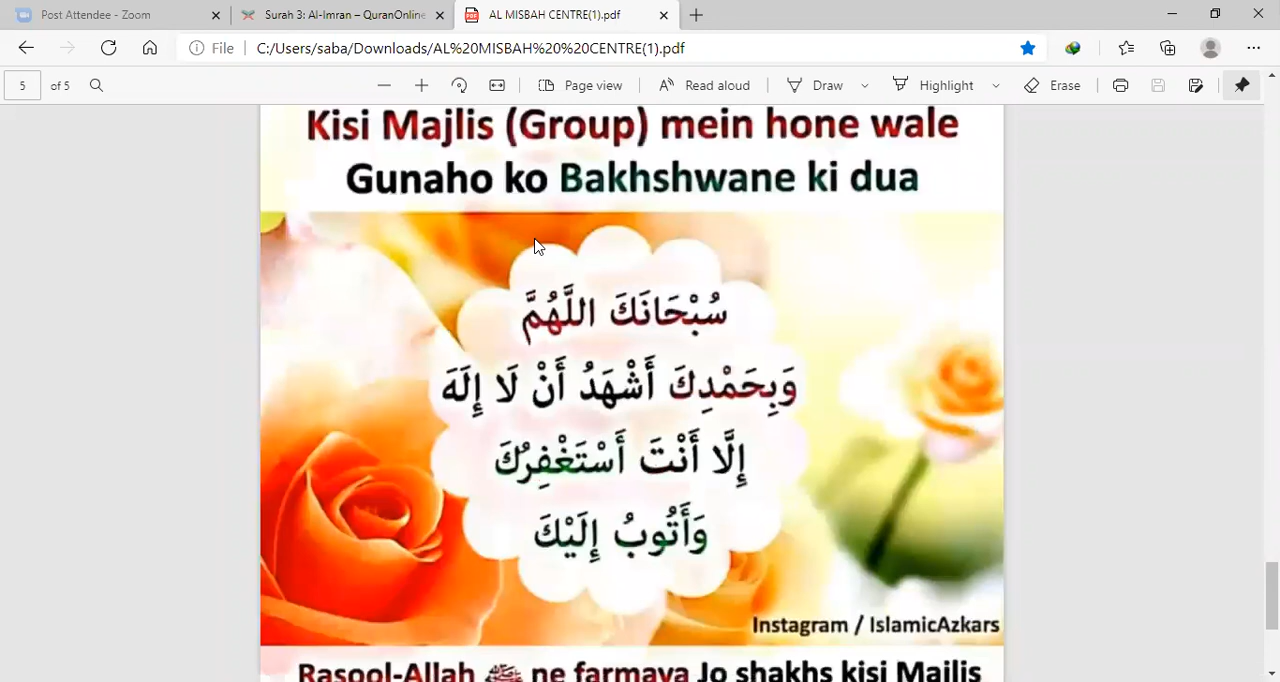 Post Attendee - Zoom
Surah 3: Al-Imran – QuranOnline
AL MISBAH CENTRE(1).pdf
File
C:/Users/saba/Downloads/AL%20MISBAH%20%20CENTRE(1).pdf
5 of 5
Page view
Read aloud
Draw
Highlight
Erase
Kisi Majlis (Group) mein hone wale
Gunaho ko Bakhshwane ki dua
سُبْحَانَكَ اللَّهُمَّ
وَبِحَمْدِكَ أَشْهَدُ أَنْ لَا إِلَهَ
إِلَّا أَنْتَ أَسْتَغْفِرُكَ
وَأَتُوبُ إِلَيْكَ
Instagram / IslamicAzkars
Rasool-Allah ﷺ ne farmaya Jo shakhs kisi Majlis